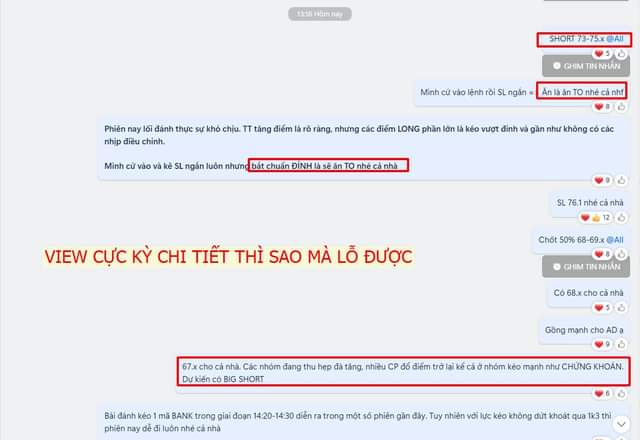 13:56 Hôm nay
SHORT 73-75.x @All
5
GHIM TIN NHẮN
Mình cứ vào lệnh rồi SL ngắn = Ăn là ăn TO nhé cả nhf
8
Phiên nay lối đánh thực sự khó chịu. TT tăng điểm là rõ ràng, nhưng các điểm LONG phần lớn là kéo vượt đỉnh và gần như không có các
nhịp điều chỉnh.
Mình cứ vào và kê SL ngắn luôn nhưng bắt chuẩn ĐỈNH là sẽ ăn TO nhé cả nhà
9
SL 76.1 nhé cả nhà
12
VIEW CỰC KỲ CHI TIẾT THÌ SAO MÀ LỖ ĐƯỢC
Chốt 50% 68-69.x @All
8
GHIM TIN NHẮN
Có 68.x cho cả nhà
5
Gồng mạnh cho AD ạ
9
67.x cho cả nhà. Các nhóm đang thu hẹp đà tăng, nhiều CP đổ điểm trở lại kể cả ở nhóm kéo mạnh như CHỨNG KHOÁN.
Dự kiến có BIG SHORT
6
Bài đánh kéo 1 mã BANK trong giai đoạn 14:20-14:30 diễn ra trong một số phiên gần đây. Tuy nhiên với lực kéo không dứt khoát qua 1k3 thì
phiên nay dễ đi luôn nhé cả nhà